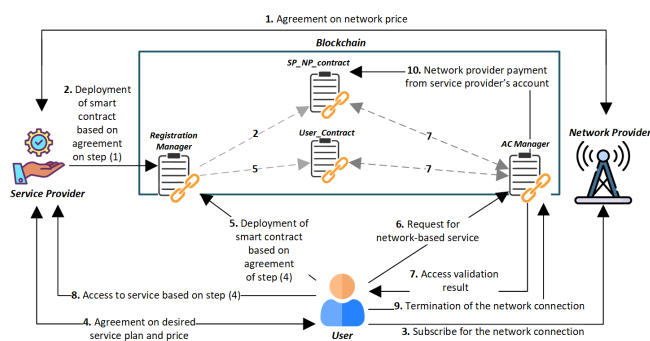 1. Agreement on network price
Blockchain
SP_NP_contract
10. Network provider payment
from service provider's account
2. Deployment
of smart
contract
based on
agreement
on step (1)
Registration
Manager
2
User_Contract
7
5
7
AC Manager
Network Provider
Service Provider
5. Deployment of
smart contract
based on
agreement
of step (4)
6. Request for
network-based service
7. Access validation
result
8. Access to service based on step (4)
9. Termination of the network connection
4. Agreement on desired
service plan and price
User
3. Subscribe for the network connection